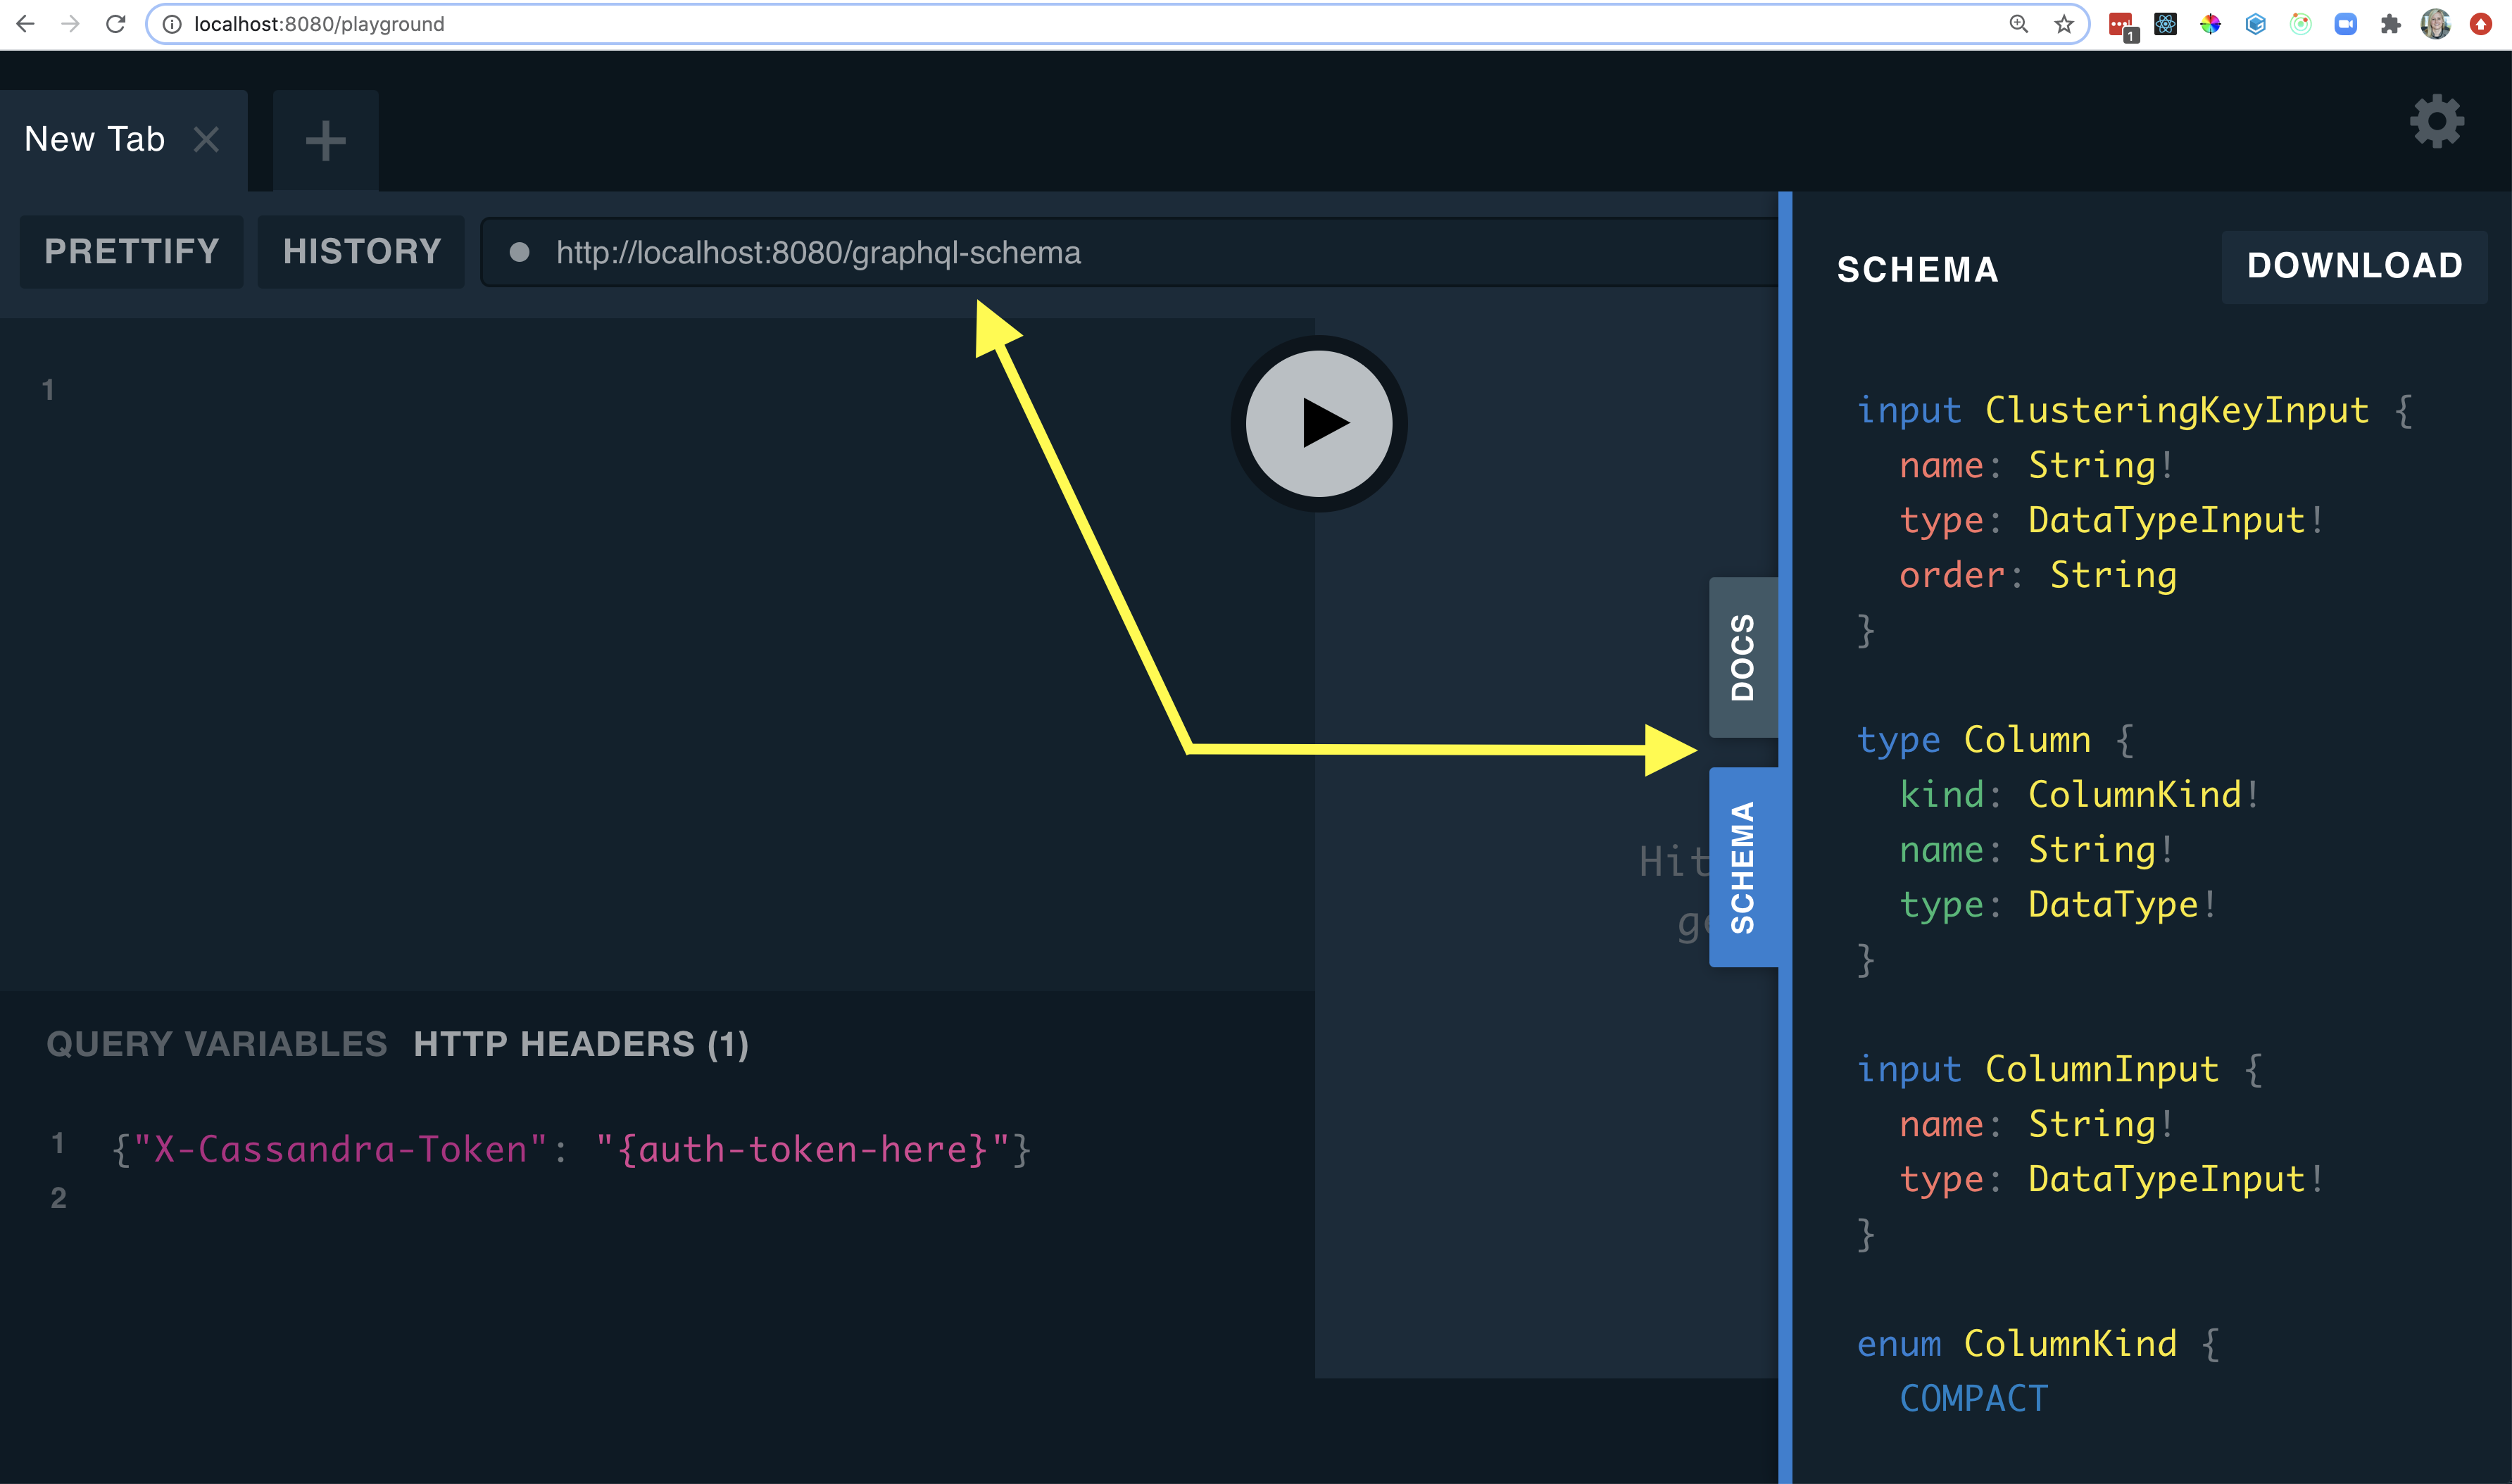 localhost:8080/playground
1
New Tab
PRETTIFY
HISTORY
http://localhost:8080/graphql-schema
1
Hit
ge
QUERY VARIABLES
HTTP HEADERS (1)
1 {"X-Cassandra-Token": "{auth-token-here}"}
2
DOCS
SCHEMA
SCHEMA
DOWNLOAD
input ClusteringKeyInput {
name: String!
type: DataTypeInput!
order: String
}
type Column {
kind: ColumnKind!
name: String!
type: DataType!
}
input ColumnInput {
name: String!
type: DataTypeInput!
}
enum ColumnKind {
COMPACT